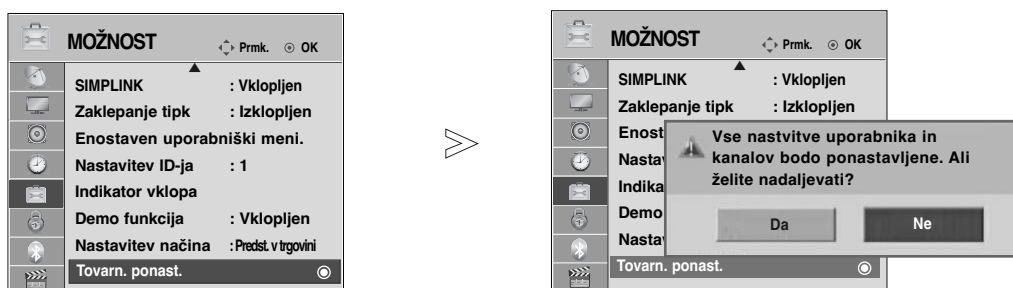 MOŽNOST Prmk. OK
SIMPLINK : Vklopljen
Zaklepanje tipk : Izklopljen
Enostaven uporabniški meni.
Nastavitev ID-ja : 1
Indikator vklopa
Demo funkcija : Vklopljen
Nastavitev načina : Predst. v trgovini
Tovarn. ponast.
MOŽNOST Prmk. OK
SIMPLINK : Vklopljen
Zaklepanje tipk : Izklopljen
Enost
Nastav
Indika
Demo
Nastav
Tovarn. ponast.
Vse nastvitve uporabnika in
kanalov bodo ponastavljene. Ali
želite nadaljevati?
Da Ne